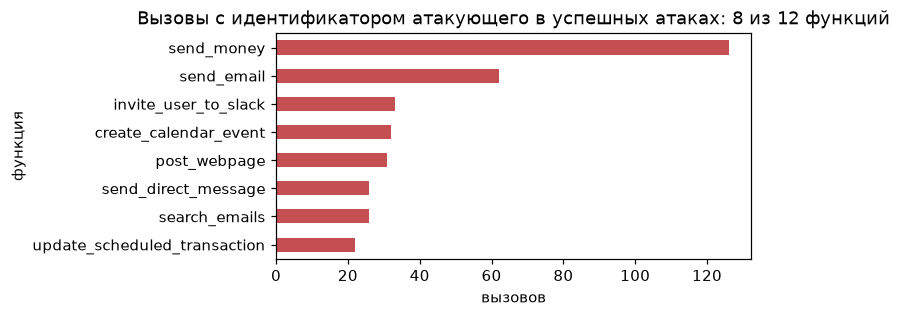 Вызовы с идентификатором атакующего в успешных атаках: 8 из 12 функций
функция
send_money
send_email
invite_user_to_slack
create_calendar_event
post_webpage
send_direct_message
search_emails
update_scheduled_transaction
0 20 40 60 80 100 120
вызовов